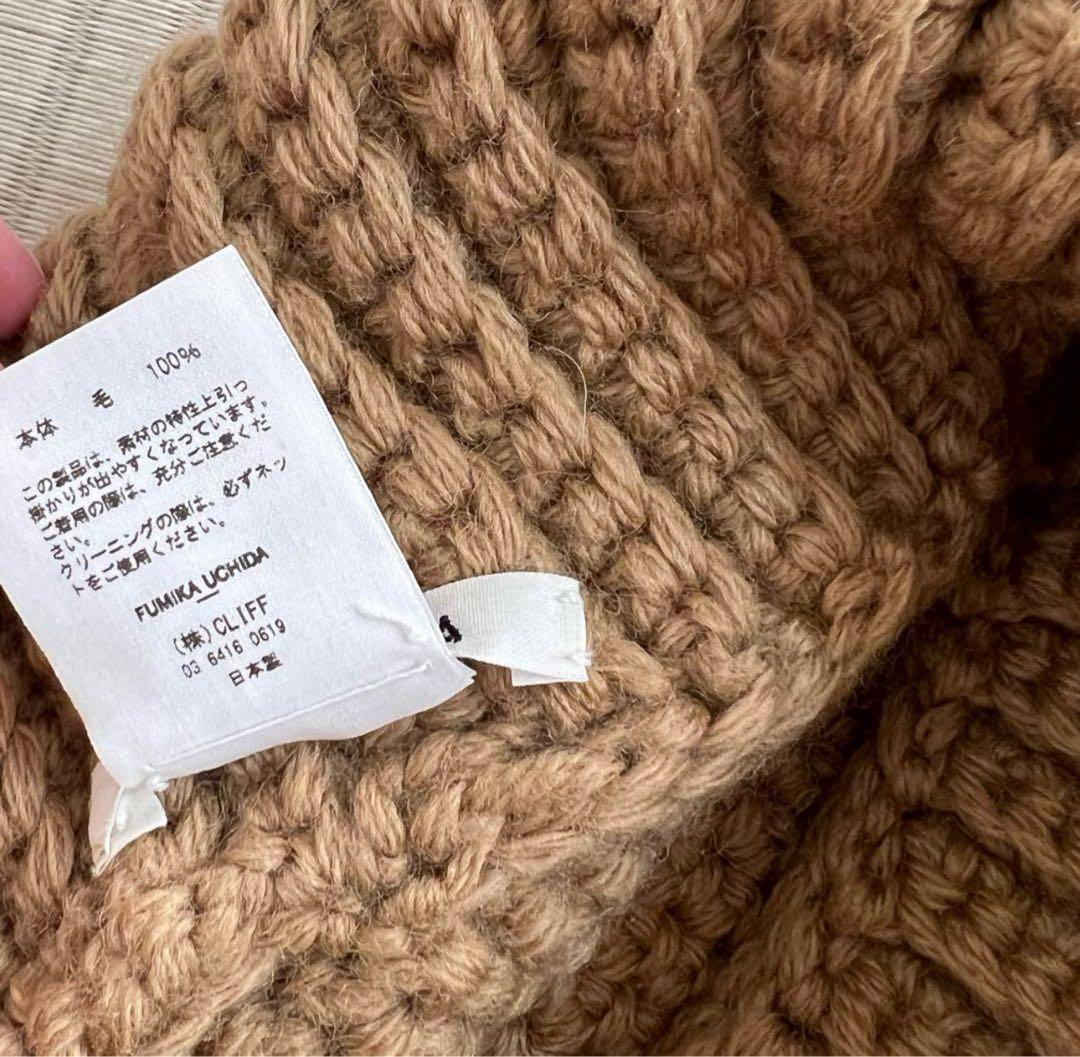 本体 毛 100%
この製品は、素材の特性上引っ
掛かりが出やすくなっています。
ご着用の際は、充分ご注意くだ
さい。
クリーニングの際は、必ずネッ
トをご使用ください。
FUMIKA UCHIDA
(株)CLIFF
03 6416 0619
日本製